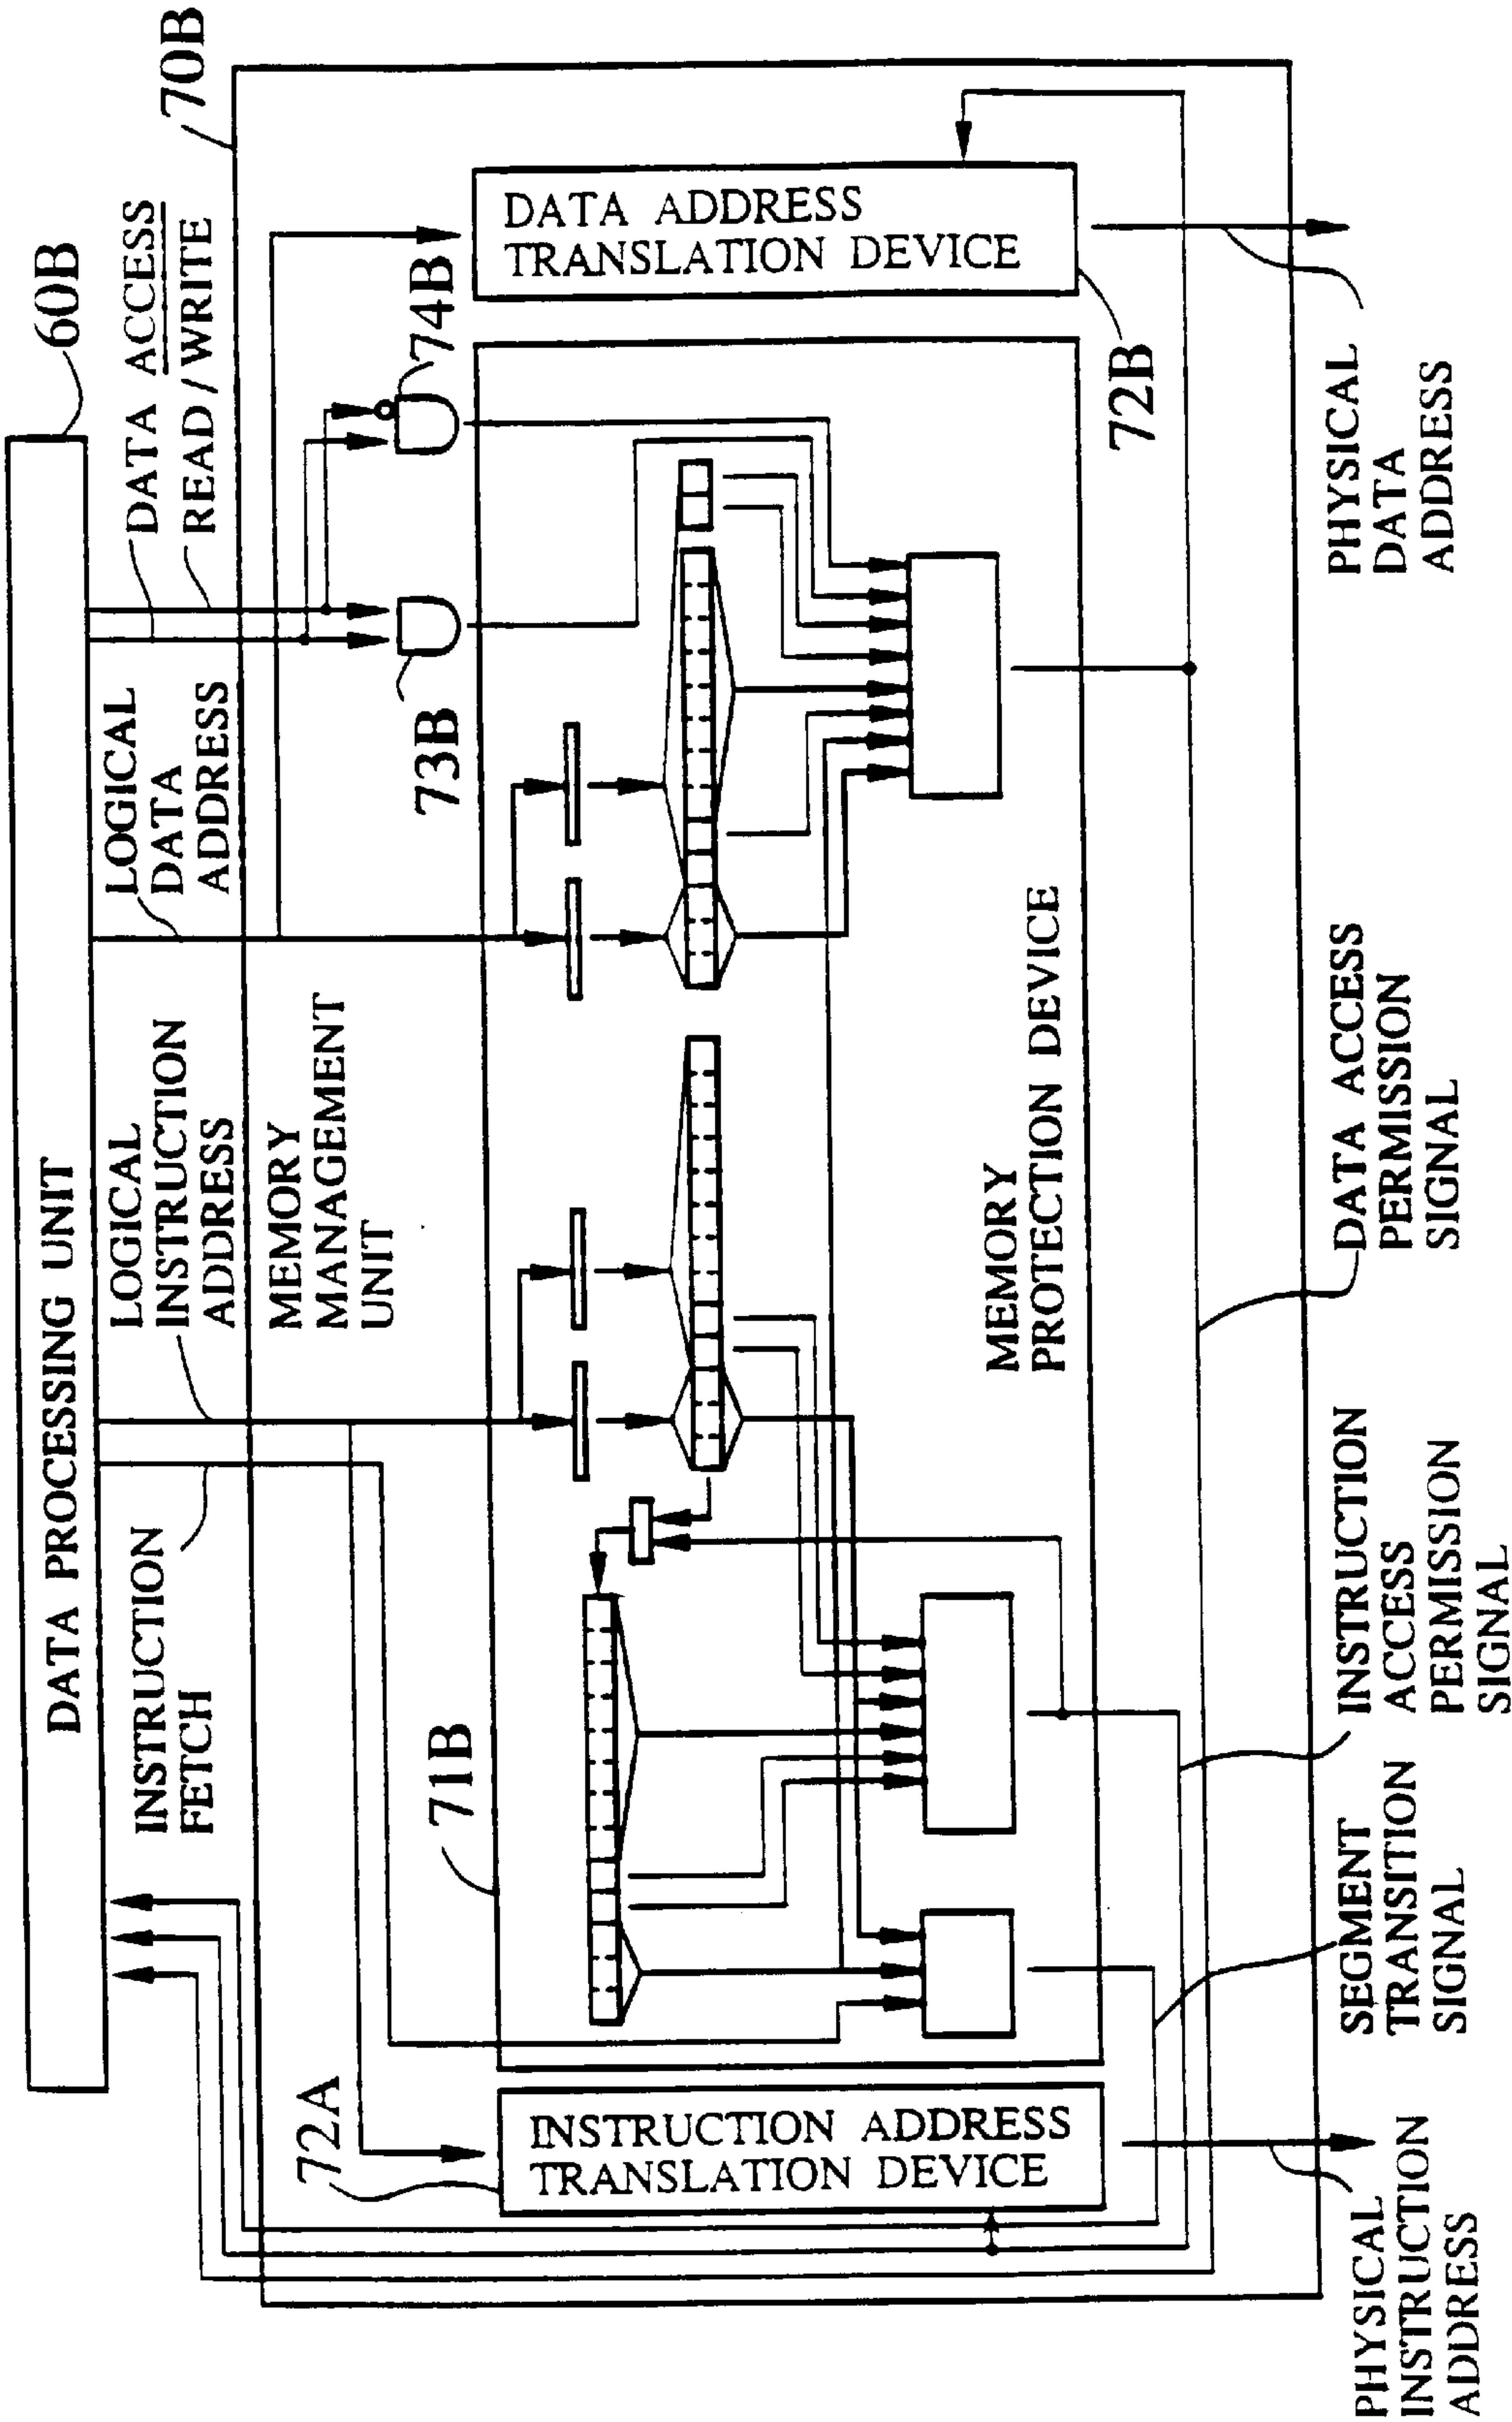 60B
DATA PROCESSING UNIT
70B
INSTRUCTION
FETCH
LOGICAL
INSTRUCTION
ADDRESS
LOGICAL
DATA
ADDRESS
DATA ACCESS
READ / WRITE
MEMORY
MANAGEMENT
UNIT
72A
71B
73B
74B
INSTRUCTION ADDRESS
TRANSLATION DEVICE
DATA ADDRESS
TRANSLATION DEVICE
72B
MEMORY
PROTECTION DEVICE
PHYSICAL
INSTRUCTION
ADDRESS
SEGMENT
TRANSITION
SIGNAL
INSTRUCTION
ACCESS
PERMISSION
SIGNAL
DATA ACCESS
PERMISSION
SIGNAL
PHYSICAL
DATA
ADDRESS